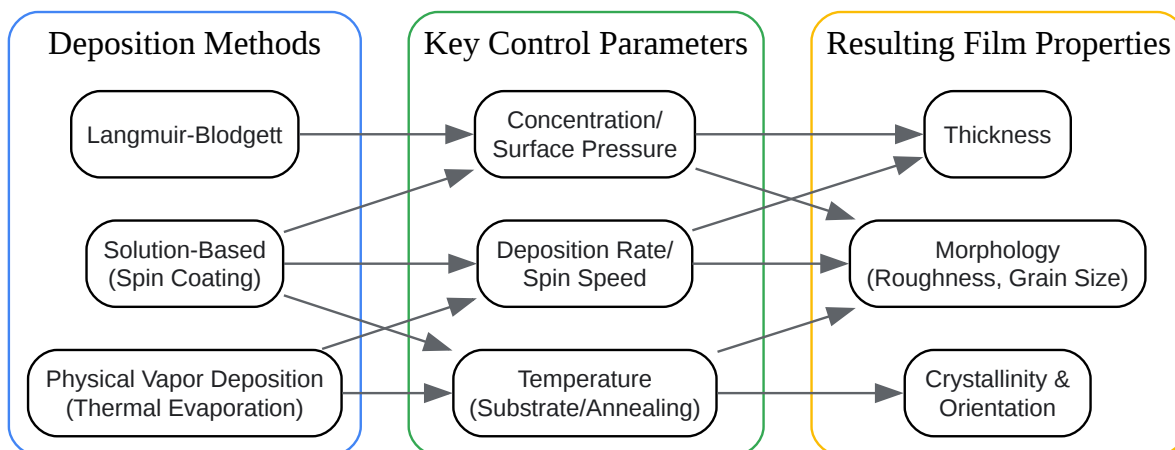 Deposition Methods
Langmuir-Blodgett
Solution-Based
(Spin Coating)
Physical Vapor Deposition
(Thermal Evaporation)
Key Control Parameters
Concentration/
Surface Pressure
Deposition Rate/
Spin Speed
Temperature
(Substrate/Annealing)
Resulting Film Properties
Thickness
Morphology
(Roughness, Grain Size)
Crystallinity &
Orientation